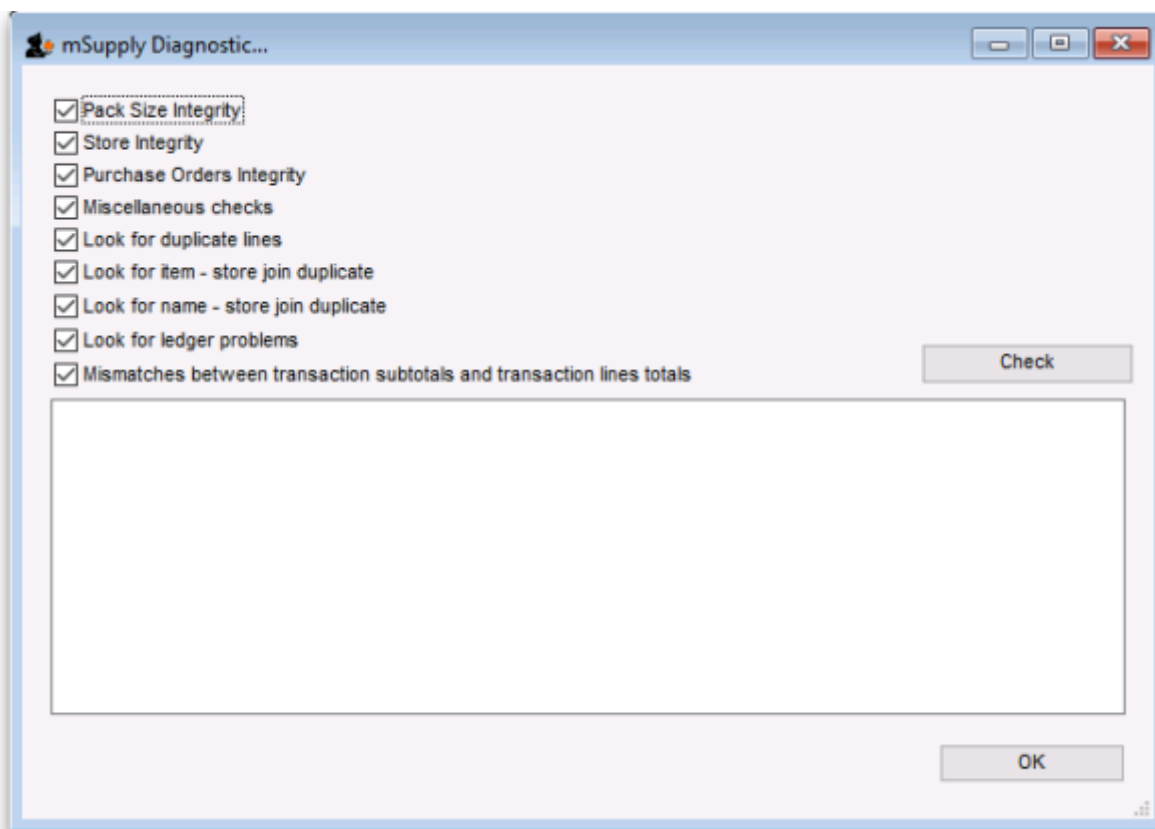 mSupply Diagnostic...
Pack Size Integrity
Store Integrity
Purchase Orders Integrity
Miscellaneous checks
Look for duplicate lines
Look for item - store join duplicate
Look for name - store join duplicate
Look for ledger problems
Check
Mismatches between transaction subtotals and transaction lines totals
OK